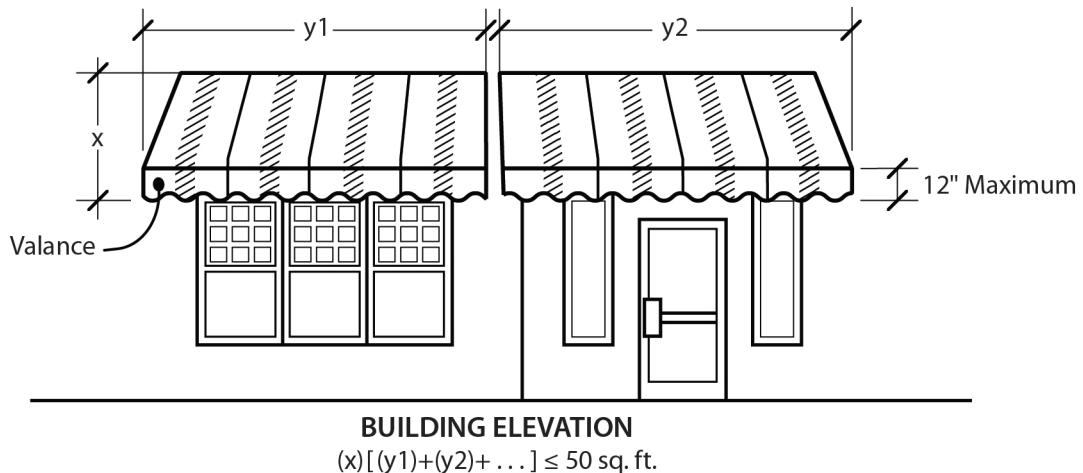 y1
y2
x
12" Maximum
Valance
BUILDING ELEVATION
(x)[(y1)+(y2)+ . . . ] ≤ 50 sq. ft.